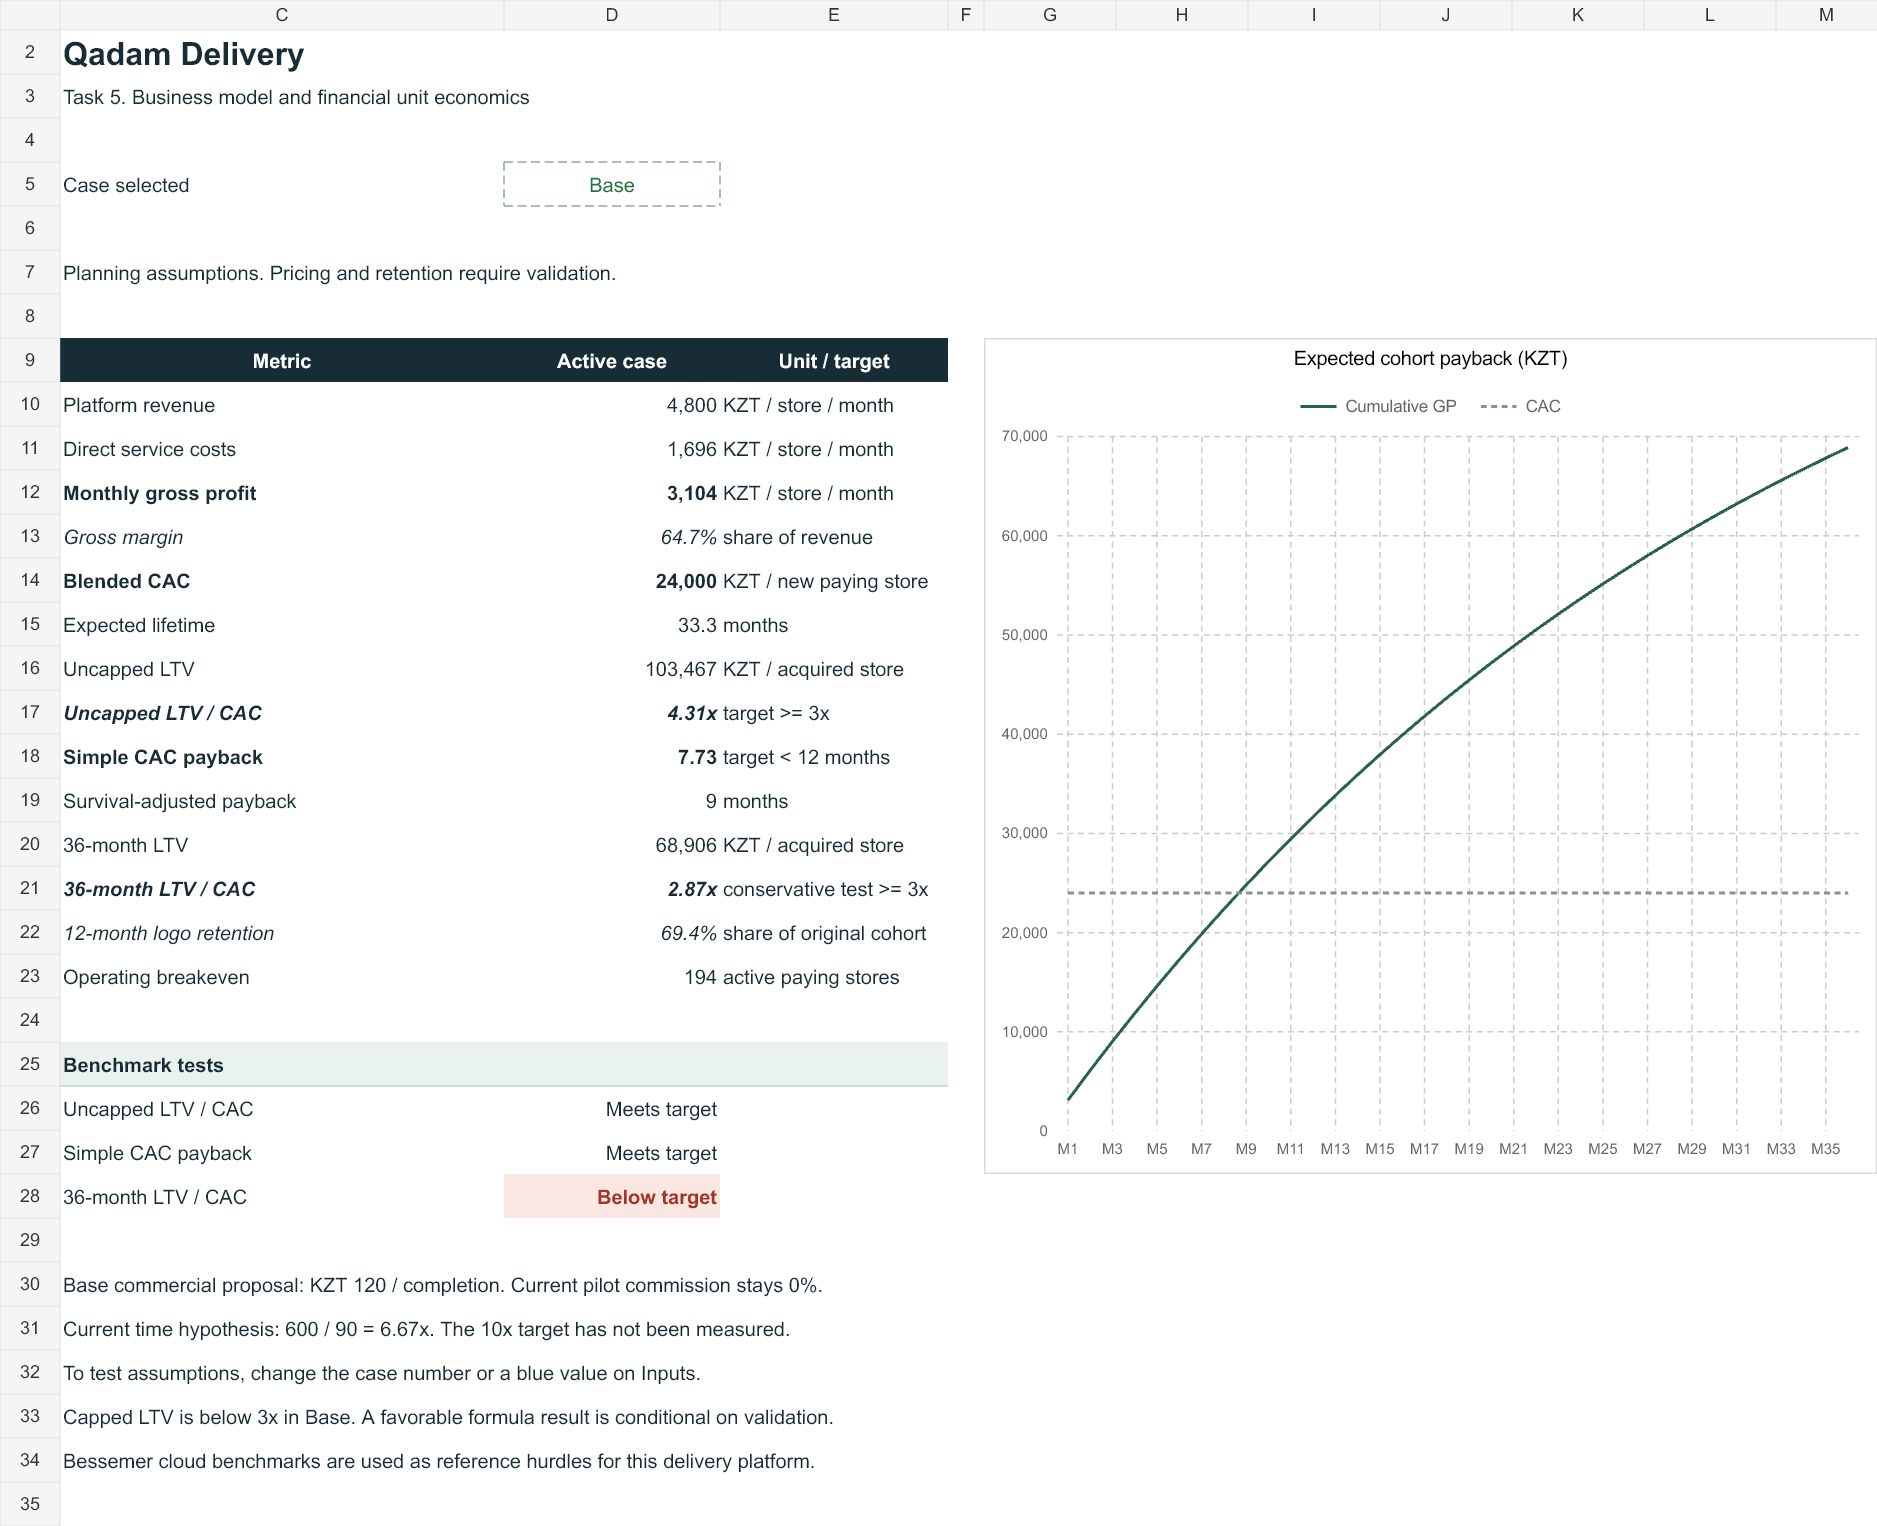 C D E F G H I J K L M
2 Qadam Delivery
3 Task 5. Business model and financial unit economics
4
5 Case selected Base
6
7 Planning assumptions. Pricing and retention require validation.
8
9 Metric Active case Unit / target
10 Platform revenue 4,800 KZT / store / month
11 Direct service costs 1,696 KZT / store / month
12 Monthly gross profit 3,104 KZT / store / month
13 Gross margin 64.7% share of revenue
14 Blended CAC 24,000 KZT / new paying store
15 Expected lifetime 33.3 months
16 Uncapped LTV 103,467 KZT / acquired store
17 Uncapped LTV / CAC 4.31x target >= 3x
18 Simple CAC payback 7.73 target < 12 months
19 Survival-adjusted payback 9 months
20 36-month LTV 68,906 KZT / acquired store
21 36-month LTV / CAC 2.87x conservative test >= 3x
22 12-month logo retention 69.4% share of original cohort
23 Operating breakeven 194 active paying stores
24
25 Benchmark tests
26 Uncapped LTV / CAC Meets target
27 Simple CAC payback Meets target
28 36-month LTV / CAC Below target
29
30 Base commercial proposal: KZT 120 / completion. Current pilot commission stays 0%.
31 Current time hypothesis: 600 / 90 = 6.67x. The 10x target has not been measured.
32 To test assumptions, change the case number or a blue value on Inputs.
33 Capped LTV is below 3x in Base. A favorable formula result is conditional on validation.
34 Bessemer cloud benchmarks are used as reference hurdles for this delivery platform.
35
Expected cohort payback (KZT)
Cumulative GP CAC
70,000
60,000
50,000
40,000
30,000
20,000
10,000
0
M1 M3 M5 M7 M9 M11 M13 M15 M17 M19 M21 M23 M25 M27 M29 M31 M33 M35